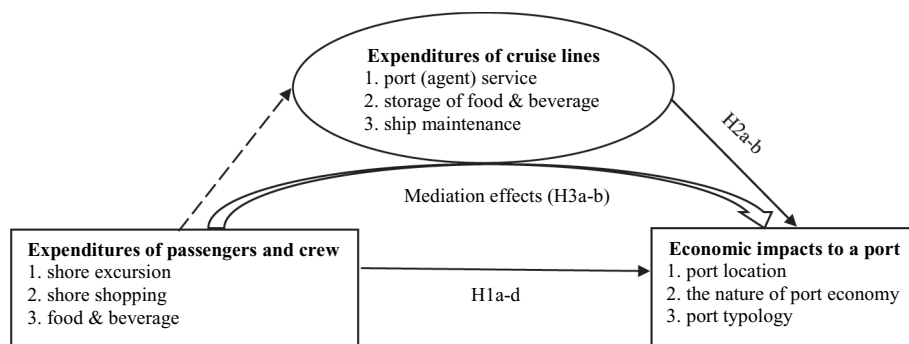 Expenditures of cruise lines
1. port (agent) service
2. storage of food & beverage
3. ship maintenance
H2a-b
Mediation effects (H3a-b)
Expenditures of passengers and crew
1. shore excursion
2. shore shopping
3. food & beverage
H1a-d
Economic impacts to a port
1. port location
2. the nature of port economy
3. port typology